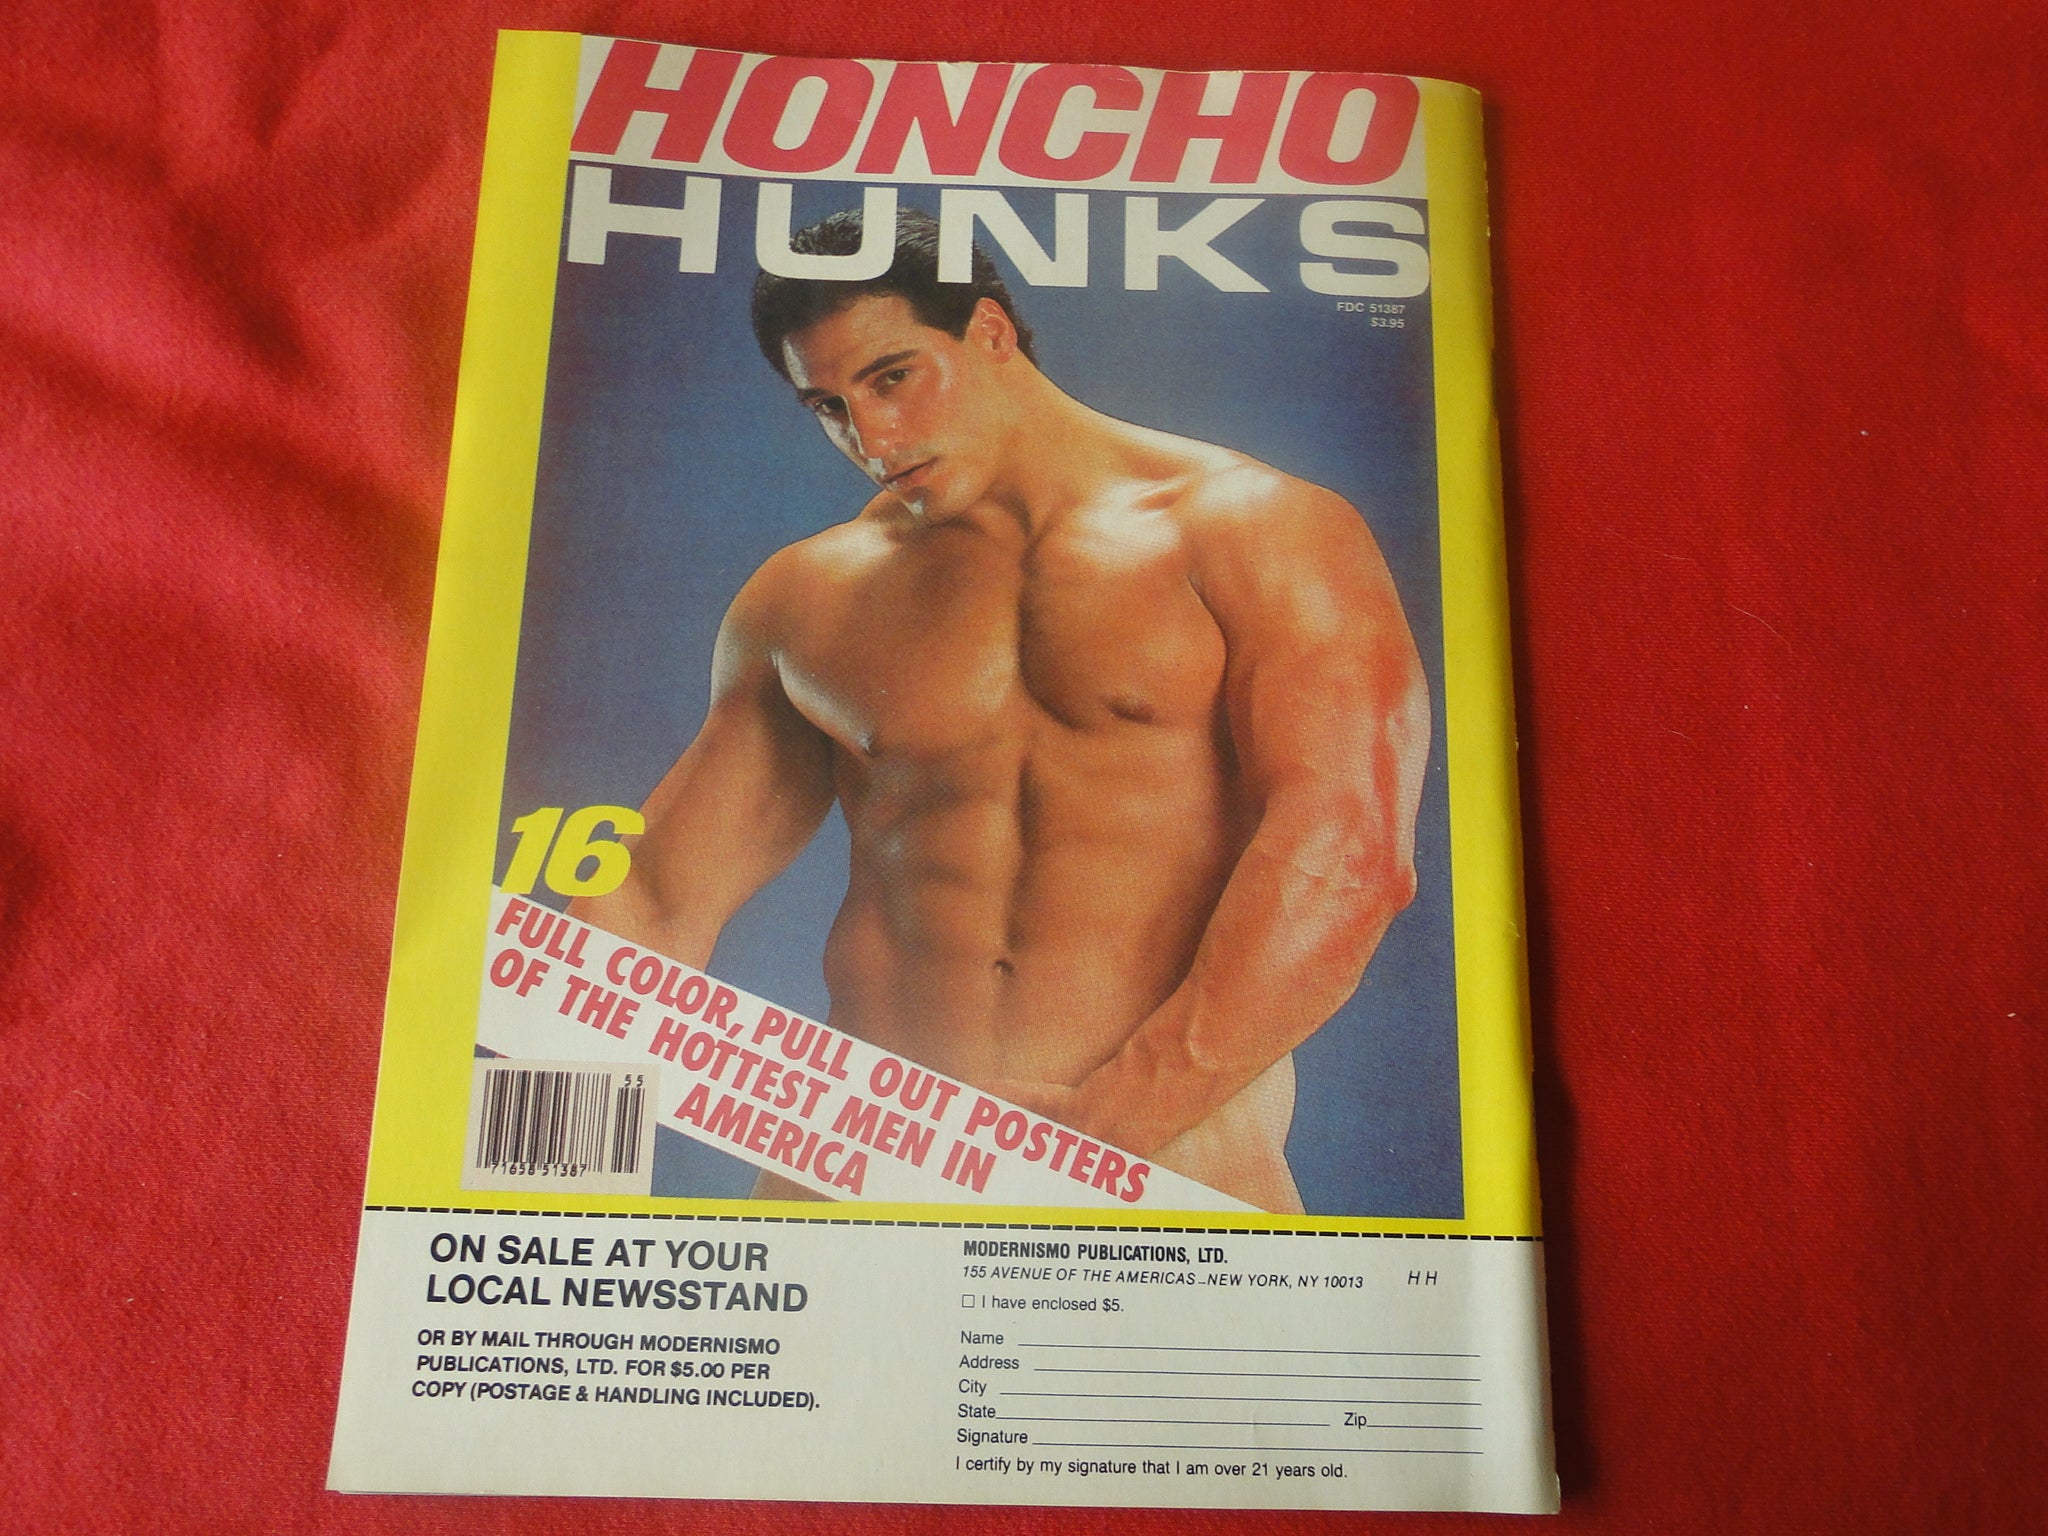 HONCHO
HUNKS
FDC 51387
$3.95
16
FULL COLOR, PULL OUT POSTERS
OF THE HOTTEST MEN IN
AMERICA
55
71658 51387
ON SALE AT YOUR
LOCAL NEWSSTAND
OR BY MAIL THROUGH MODERNISMO
PUBLICATIONS, LTD. FOR $5.00 PER
COPY (POSTAGE & HANDLING INCLUDED).
MODERNISMO PUBLICATIONS, LTD.
155 AVENUE OF THE AMERICAS–NEW YORK, NY 10013 HH
☐ I have enclosed $5.
Name
Address
City
State Zip
Signature
I certify by my signature that I am over 21 years old.